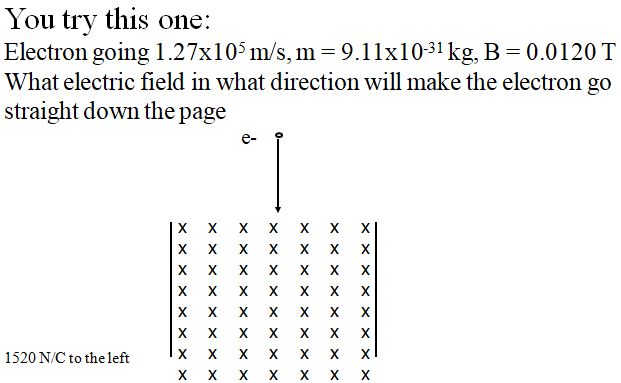 You try this one:
Electron going 1.27x10⁵ m/s, m = 9.11x10⁻³¹ kg, B = 0.0120 T
What electric field in what direction will make the electron go
straight down the page
e-
x x x x x x x
x x x x x x x
x x x x x x x
x x x x x x x
x x x x x x x
x x x x x x x
x x x x x x x
1520 N/C to the left
x x x x x x x